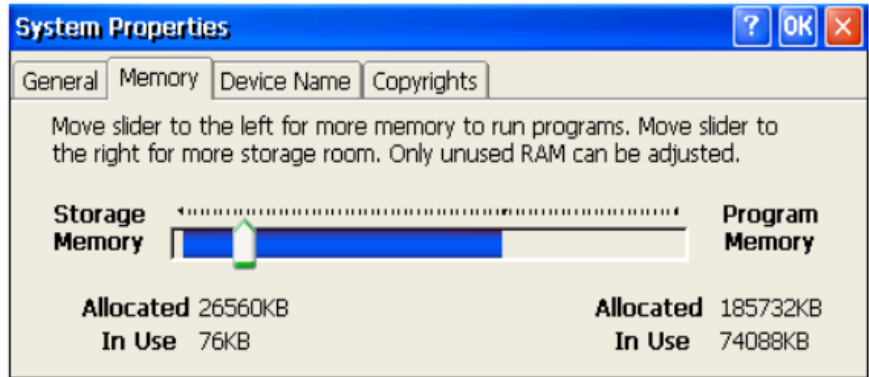 System Properties
? OK ×
General Memory Device Name Copyrights
Move slider to the left for more memory to run programs. Move slider to
the right for more storage room. Only unused RAM can be adjusted.
Storage Memory
Program Memory
Allocated 26560KB
Allocated 185732KB
In Use 76KB
In Use 74088KB